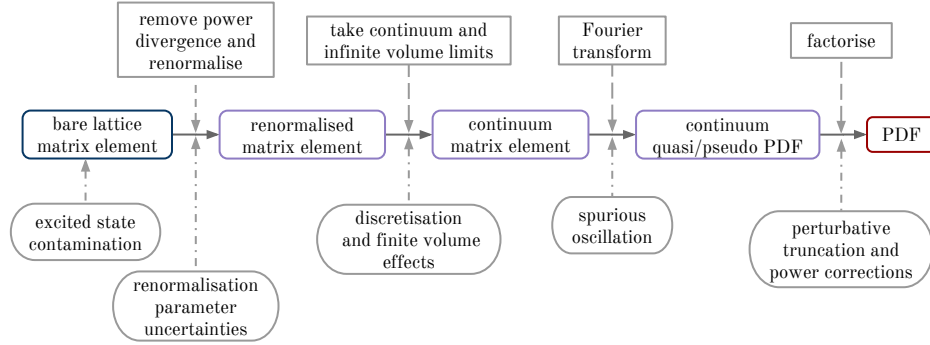 remove power
divergence and
renormalise
take continuum and
infinite volume limits
Fourier
transform
factorise
bare lattice
matrix element
renormalised
matrix element
continuum
matrix element
continuum
quasi/pseudo PDF
PDF
excited state
contamination
renormalisation
parameter
uncertainties
discretisation
and finite volume
effects
spurious
oscillation
perturbative
truncation and
power corrections